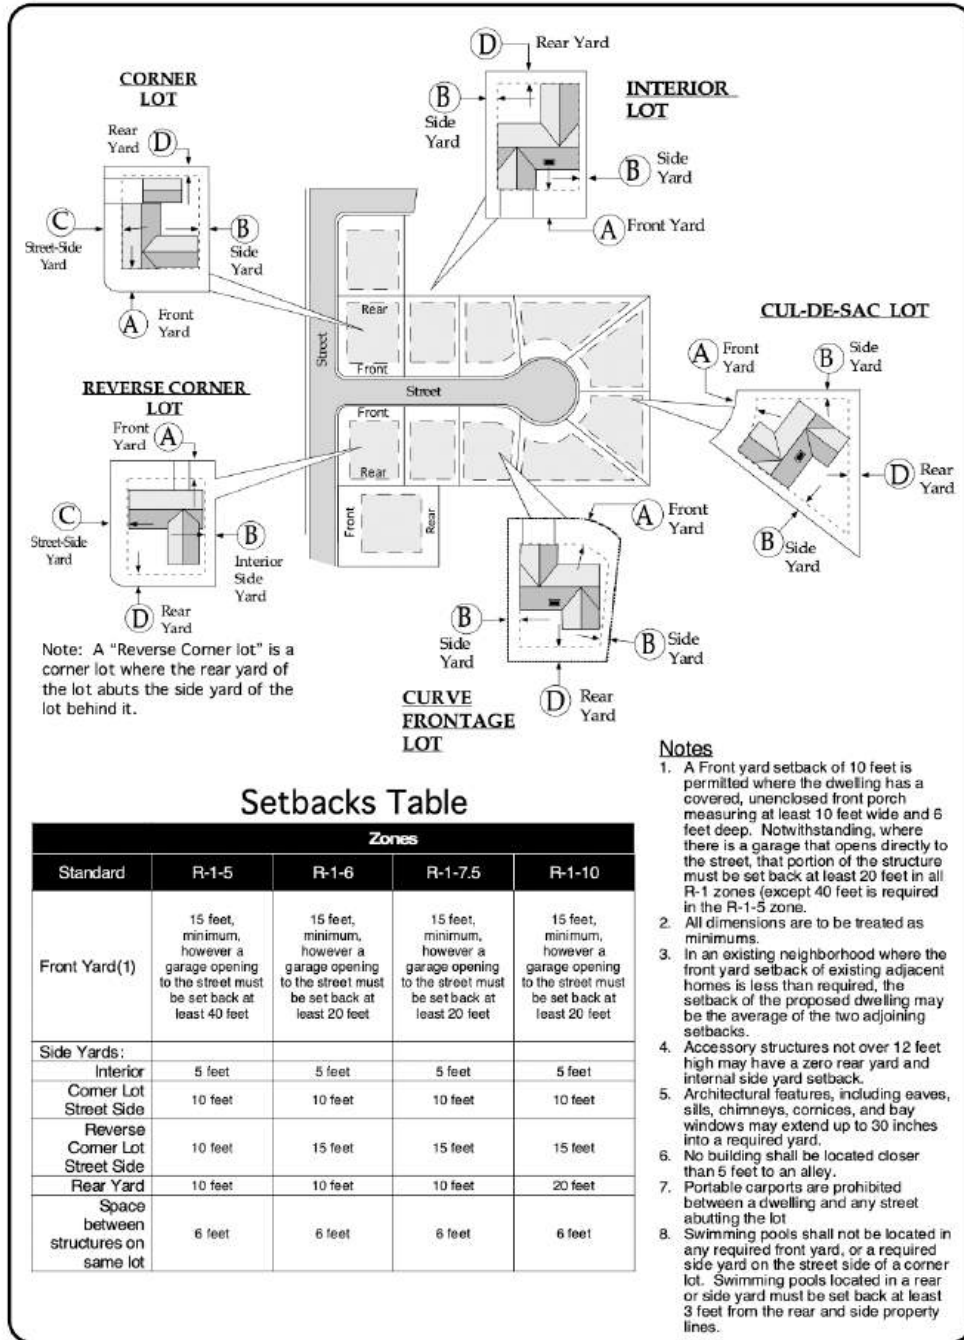 D Rear Yard
CORNER
LOT
INTERIOR
LOT
Rear
Yard D
B
Side
Yard
B Side
Yard
C
Street-Side
Yard
B
Side
Yard
A Front Yard
A Front
Yard
Rear
Front
Street
Street
CUL-DE-SAC LOT
A Front
Yard
B Side
Yard
D Rear
Yard
B Side
Yard
REVERSE CORNER
LOT
Front
Yard A
Front
Rear
Front
Rear
C
Street-Side
Yard
B
Interior
Side
Yard
D Rear
Yard
A Front
Yard
B
Side
Yard
B Side
Yard
D Rear
Yard
CURVE
FRONTAGE
LOT
Note: A “Reverse Corner lot” is a
corner lot where the rear yard of
the lot abuts the side yard of the
lot behind it.
Setbacks Table
Zones
Standard R-1-5 R-1-6 R-1-7.5 R-1-10
Front Yard(1)
15 feet,
minimum,
however a
garage opening
to the street must
be set back at
least 40 feet
15 feet,
minimum,
however a
garage opening
to the street must
be set back at
least 20 feet
15 feet,
minimum,
however a
garage opening
to the street must
be set back at
least 20 feet
15 feet,
minimum,
however a
garage opening
to the street must
be set back at
least 20 feet
Side Yards:
Interior 5 feet 5 feet 5 feet 5 feet
Corner Lot
Street Side 10 feet 10 feet 10 feet 10 feet
Reverse
Corner Lot
Street Side 10 feet 15 feet 15 feet 15 feet
Rear Yard 10 feet 10 feet 10 feet 20 feet
Space
between
structures on
same lot 6 feet 6 feet 6 feet 6 feet
Notes
1. A Front yard setback of 10 feet is
permitted where the dwelling has a
covered, unenclosed front porch
measuring at least 10 feet wide and 6
feet deep. Notwithstanding, where
there is a garage that opens directly to
the street, that portion of the structure
must be set back at least 20 feet in all
R-1 zones (except 40 feet is required
in the R-1-5 zone.
2. All dimensions are to be treated as
minimums.
3. In an existing neighborhood where the
front yard setback of existing adjacent
homes is less than required, the
setback of the proposed dwelling may
be the average of the two adjoining
setbacks.
4. Accessory structures not over 12 feet
high may have a zero rear yard and
internal side yard setback.
5. Architectural features, including eaves,
sills, chimneys, cornices, and bay
windows may extend up to 30 inches
into a required yard.
6. No building shall be located closer
than 5 feet to an alley.
7. Portable carports are prohibited
between a dwelling and any street
abutting the lot
8. Swimming pools shall not be located in
any required front yard, or a required
side yard on the street side of a corner
lot. Swimming pools located in a rear
or side yard must be set back at least
3 feet from the rear and side property
lines.